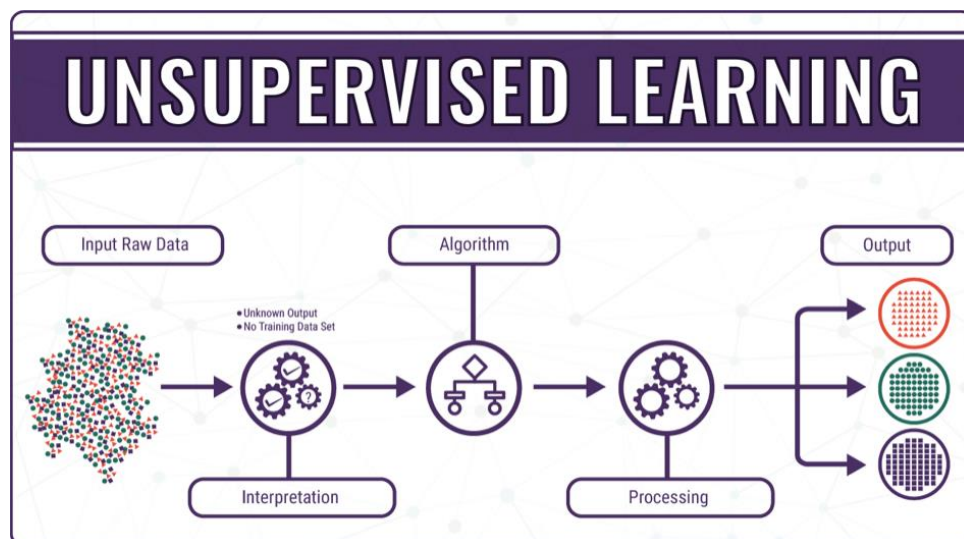 UNSUPERVISED LEARNING
Input Raw Data
Algorithm
Output
• Unknown Output
• No Training Data Set
?
Interpretation
Processing